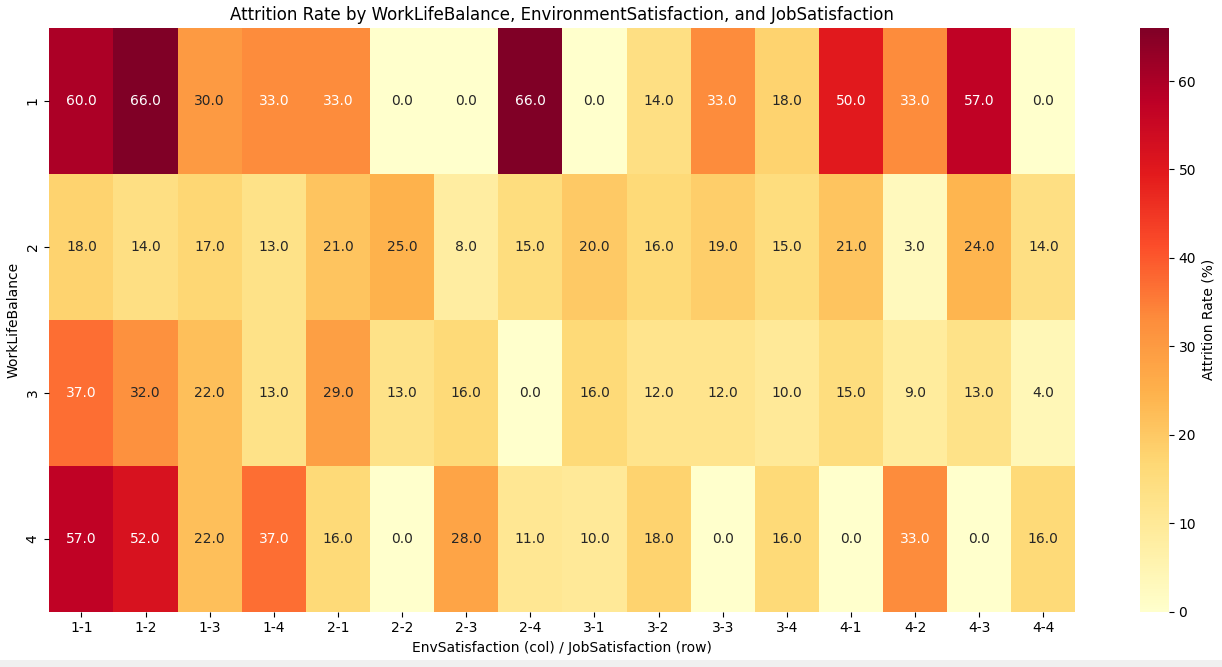 Attrition Rate by WorkLifeBalance, EnvironmentSatisfaction, and JobSatisfaction
WorkLifeBalance
1 60.0 66.0 30.0 33.0 33.0 0.0 0.0 66.0 0.0 14.0 33.0 18.0 50.0 33.0 57.0 0.0
2 18.0 14.0 17.0 13.0 21.0 25.0 8.0 15.0 20.0 16.0 19.0 15.0 21.0 3.0 24.0 14.0
3 37.0 32.0 22.0 13.0 29.0 13.0 16.0 0.0 16.0 12.0 12.0 10.0 15.0 9.0 13.0 4.0
4 57.0 52.0 22.0 37.0 16.0 0.0 28.0 11.0 10.0 18.0 0.0 16.0 0.0 33.0 0.0 16.0
1-1 1-2 1-3 1-4 2-1 2-2 2-3 2-4 3-1 3-2 3-3 3-4 4-1 4-2 4-3 4-4
EnvSatisfaction (col) / JobSatisfaction (row)
60
50
40
30
20
10
0
Attrition Rate (%)